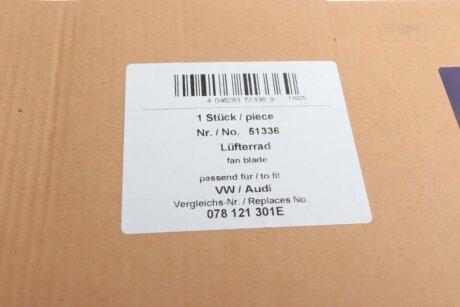 4 046283 51336 9 11025
1 Stück / piece
Nr. / No. 51336
Lüfterrad
fan blade
passend für / to fit
VW / Audi
Vergleichs-Nr. / Replaces No.
078 121 301E